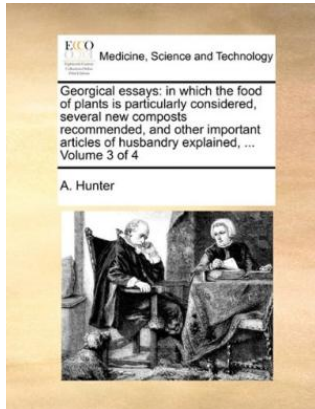 ECCO
Medicine, Science and Technology
Georgical essays: in which the food
of plants is particularly considered,
several new composts
recommended, and other important
articles of husbandry explained, ...
Volume 3 of 4
A. Hunter